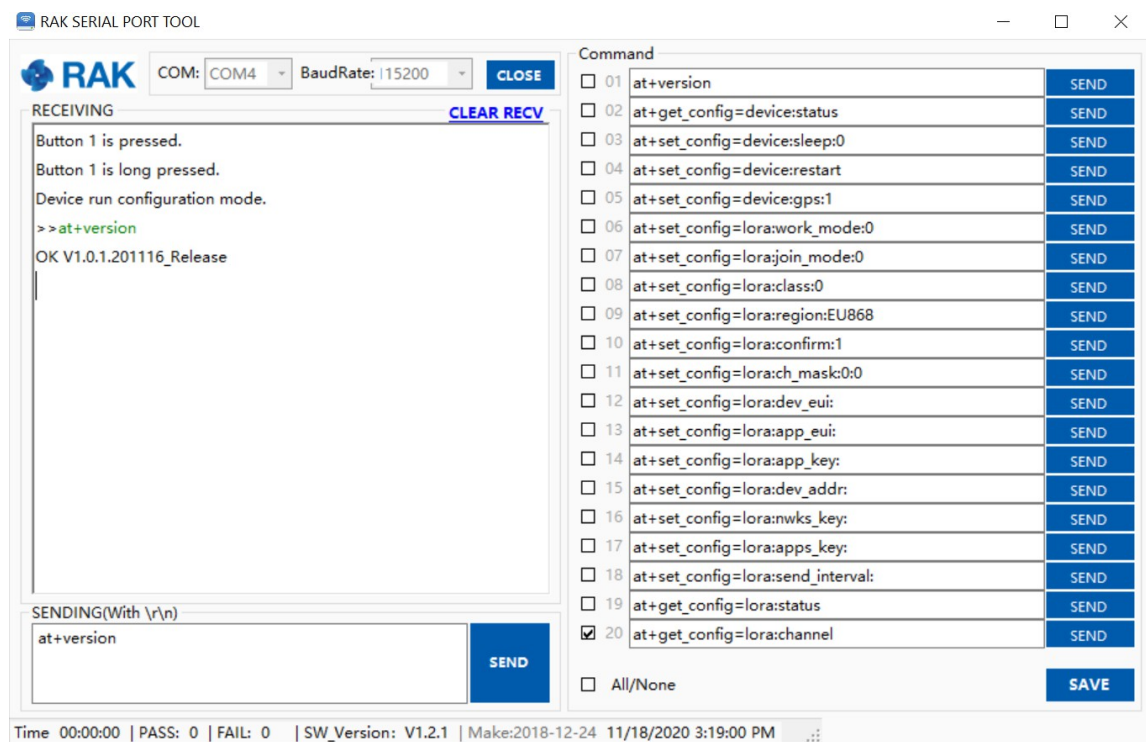 RAK SERIAL PORT TOOL
RAK
COM: COM4 BaudRate: 115200 CLOSE
RECEIVING CLEAR RECV
Button 1 is pressed.
Button 1 is long pressed.
Device run configuration mode.
>>at+version
OK V1.0.1.201116_Release
SENDING(With \r\n)
at+version
SEND
Command
01 at+version SEND
02 at+get_config=device:status SEND
03 at+set_config=device:sleep:0 SEND
04 at+set_config=device:restart SEND
05 at+set_config=device:gps:1 SEND
06 at+set_config=lora:work_mode:0 SEND
07 at+set_config=lora:join_mode:0 SEND
08 at+set_config=lora:class:0 SEND
09 at+set_config=lora:region:EU868 SEND
10 at+set_config=lora:confirm:1 SEND
11 at+set_config=lora:ch_mask:0:0 SEND
12 at+set_config=lora:dev_eui: SEND
13 at+set_config=lora:app_eui: SEND
14 at+set_config=lora:app_key: SEND
15 at+set_config=lora:dev_addr: SEND
16 at+set_config=lora:nwks_key: SEND
17 at+set_config=lora:apps_key: SEND
18 at+set_config=lora:send_interval: SEND
19 at+get_config=lora:status SEND
20 at+get_config=lora:channel SEND
All/None SAVE
Time 00:00:00 | PASS: 0 | FAIL: 0 | SW_Version: V1.2.1 | Make:2018-12-24 11/18/2020 3:19:00 PM